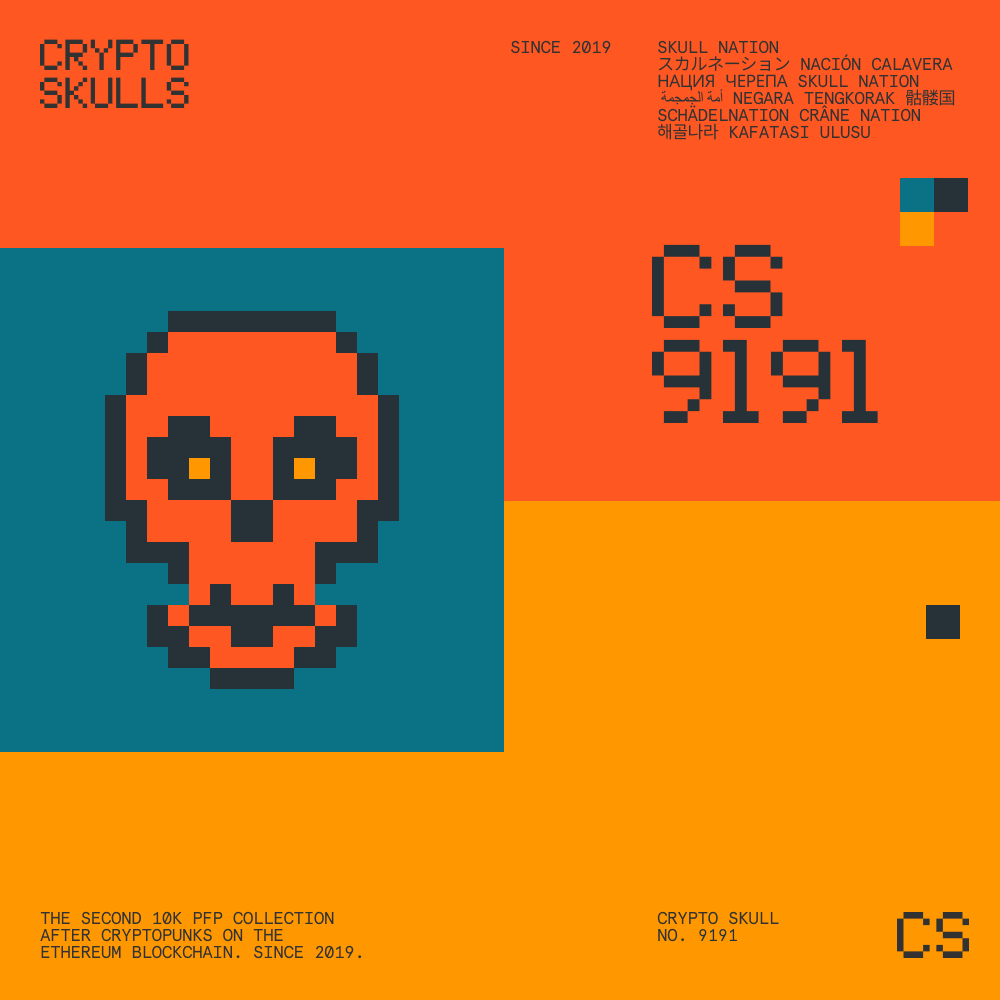 CRYPTO
SKULLS
SINCE 2019
SKULL NATION
スカルネーション NACIÓN CALAVERA
НАЦИЯ ЧЕРЕПА SKULL NATION
أمة الجمجمة NEGARA TENGKORAK 骷髅国
SCHÄDELNATION CRÂNE NATION
해골나라 KAFATASI ULUSU
CS
9191
THE SECOND 10K PFP COLLECTION
AFTER CRYPTOPUNKS ON THE
ETHEREUM BLOCKCHAIN. SINCE 2019.
CRYPTO SKULL
NO. 9191
CS